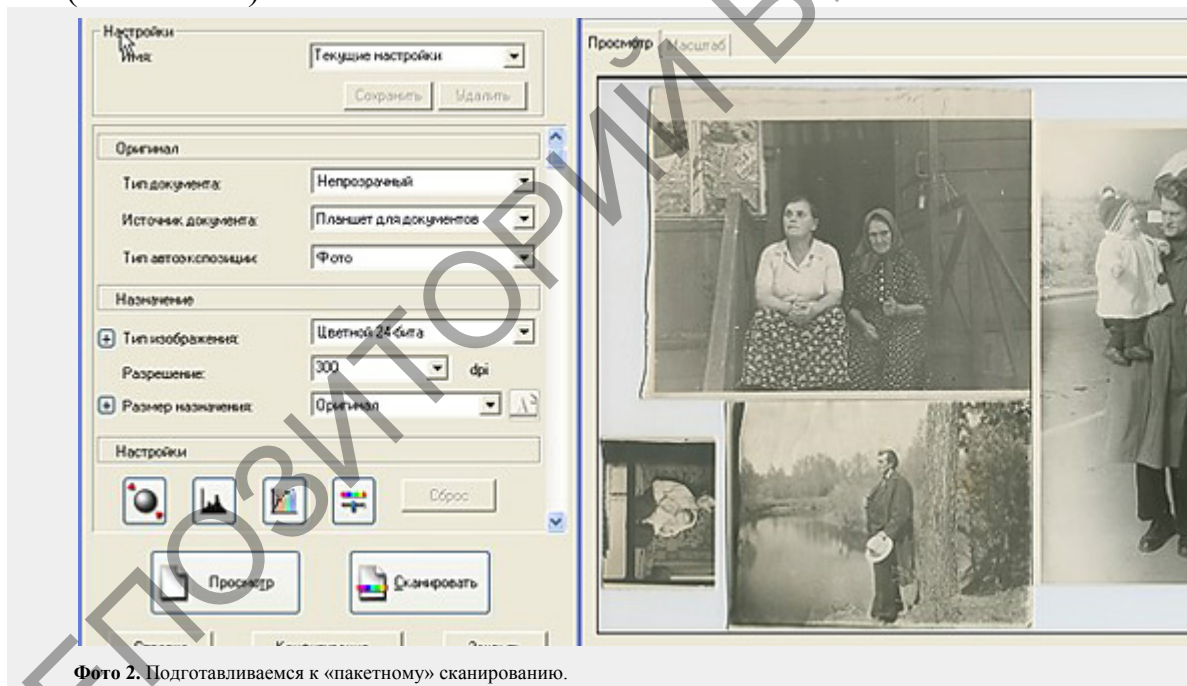 Настройки
Имя:
Текущие настройки
Сохранить
Удалить
Оригинал
Тип документа:
Непрозрачный
Источник документа:
Планшет для документов
Тип автоэкспозиции:
Фото
Назначение
Тип изображения:
Цветной 24 бита
Разрешение:
300
dpi
Размер назначения:
Оригинал
Настройки
Сброс
Просмотр
Сканировать
Просмотр
Масштаб
Фото 2. Подготавливаемся к «пакетному» сканированию.